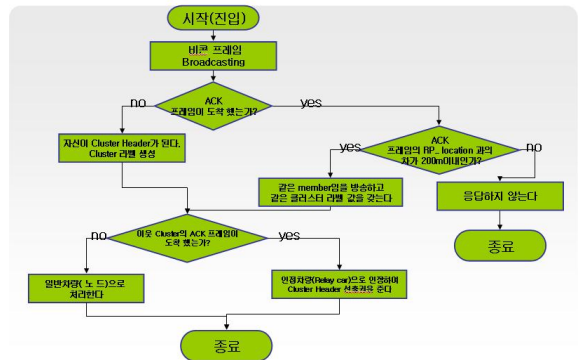 시작(진입)
비콘 프레임
Broadcasting
ACK
프레임이 도착 했는가?
no
yes
자신이 Cluster Header가 된다.
Cluster 라벨 생성
ACK
프레임의 RP_ location 과의
차가 200m이내인가?
yes
no
같은 member임를 방송하고
같은 클러스터 라벨 값을 갖는다
응답하지 않는다
종료
이웃 Cluster의 ACK 프레임이
도착 했는가?
no
yes
일반차량( 노 드)으로
처리한다
인접차량(Relay car)으로 인정하여
Cluster Header 선출권을 준다
종료